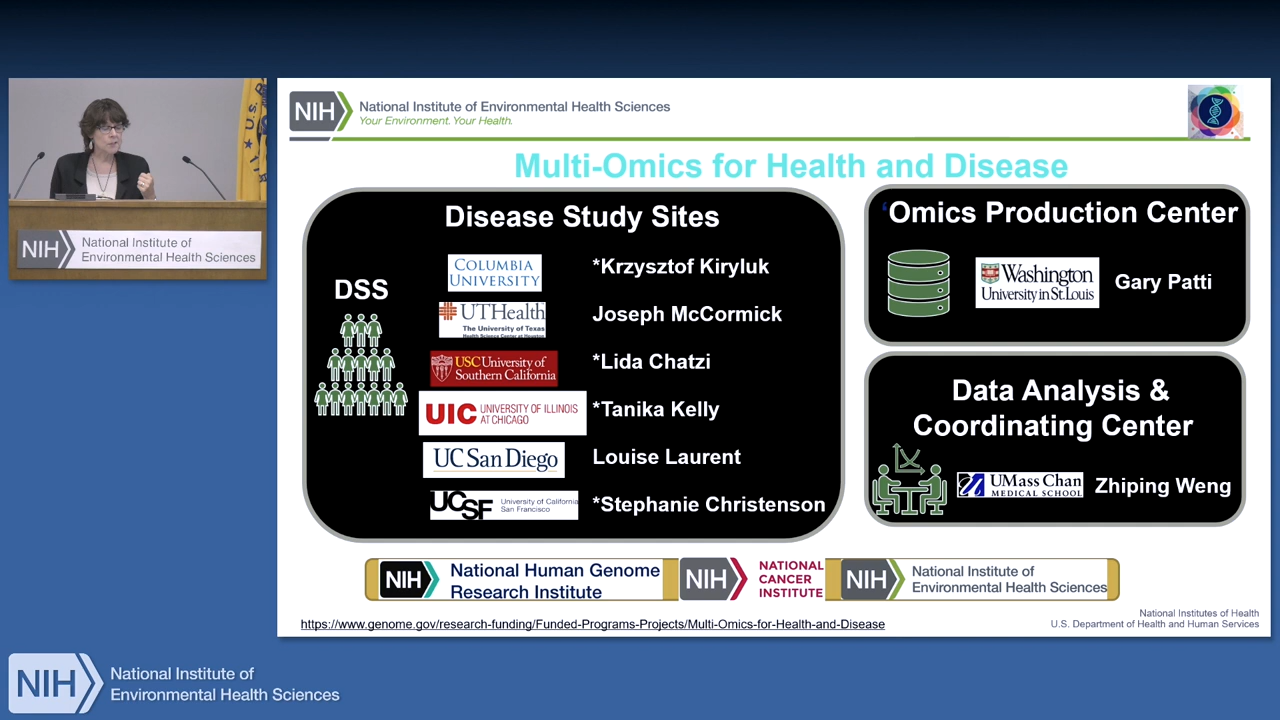 NIH
National Institute of Environmental Health Sciences
Your Environment. Your Health.
Multi-Omics for Health and Disease
Disease Study Sites
DSS
COLUMBIA
UNIVERSITY
*Krzysztof Kiryluk
UTHealth
The University of Texas
Health Science Center at Houston
Joseph McCormick
USC University of
Southern California
*Lida Chatzi
UIC
UNIVERSITY OF ILLINOIS
AT CHICAGO
*Tanika Kelly
UC San Diego
Louise Laurent
UCSF
University of California
San Francisco
*Stephanie Christenson
‘Omics Production Center
Washington
University in St. Louis
Gary Patti
Data Analysis &
Coordinating Center
UMass Chan
MEDICAL SCHOOL
Zhiping Weng
NIH
National Human Genome
Research Institute
NIH
NATIONAL
CANCER
INSTITUTE
NIH
National Institute of
Environmental Health Sciences
https://www.genome.gov/research-funding/Funded-Programs-Projects/Multi-Omics-for-Health-and-Disease
National Institutes of Health
U.S. Department of Health and Human Services
U.S.
NIH
National Institute of
Environmental Health Sciences
NIH
National Institute of
Environmental Health Sciences